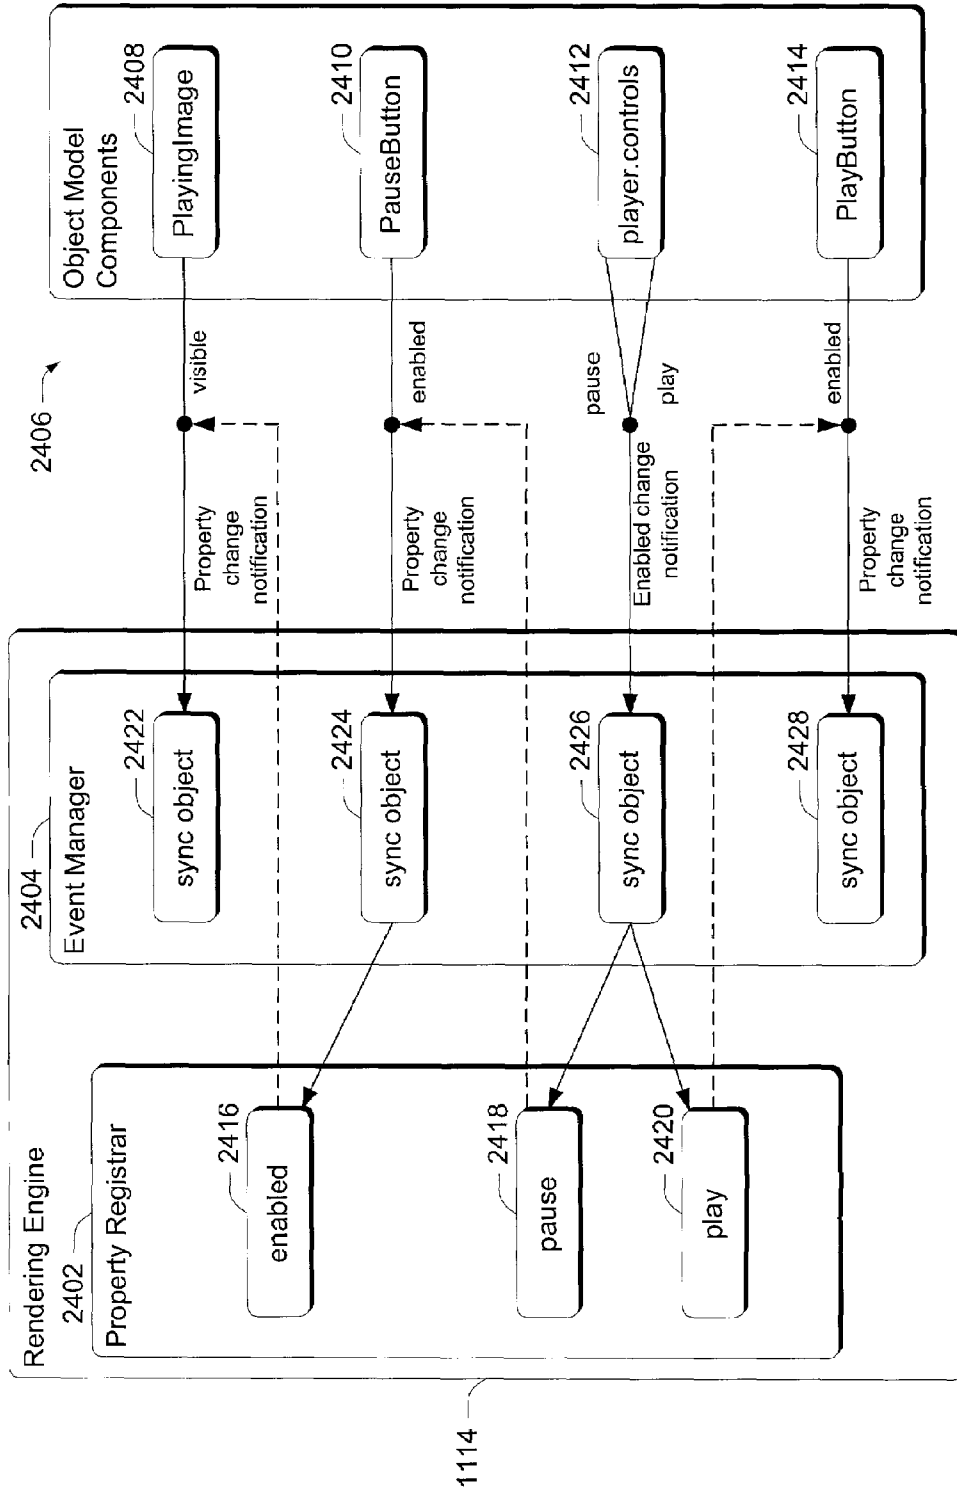 1114
Rendering Engine
2402
Property Registrar
2416
enabled
2418
pause
2420
play
2404
Event Manager
2422
sync object
2424
sync object
2426
sync object
2428
sync object
2406
Property
change
notification
visible
Property
change
notification
enabled
Enabled change
notification
pause
play
Property
change
notification
enabled
Object Model
Components
2408
PlayingImage
2410
PauseButton
2412
player.controls
2414
PlayButton